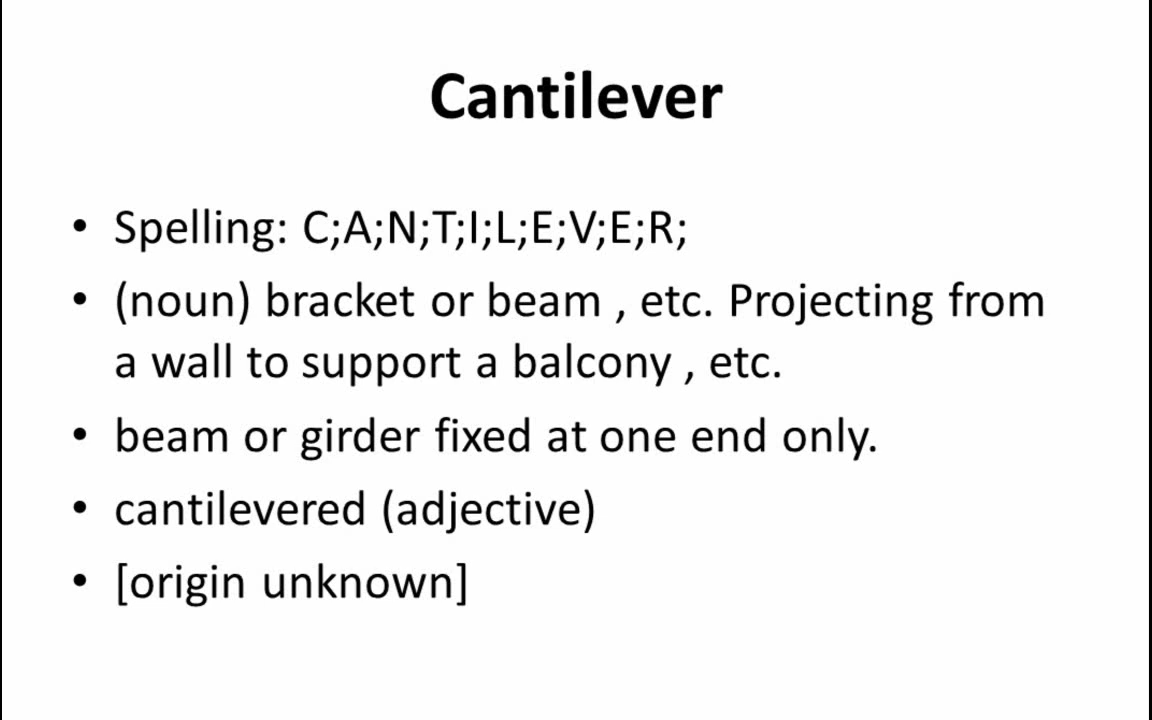 Cantilever
• Spelling: C;A;N;T;I;L;E;V;E;R;
• (noun) bracket or beam , etc. Projecting from
a wall to support a balcony , etc.
• beam or girder fixed at one end only.
• cantilevered (adjective)
• [origin unknown]